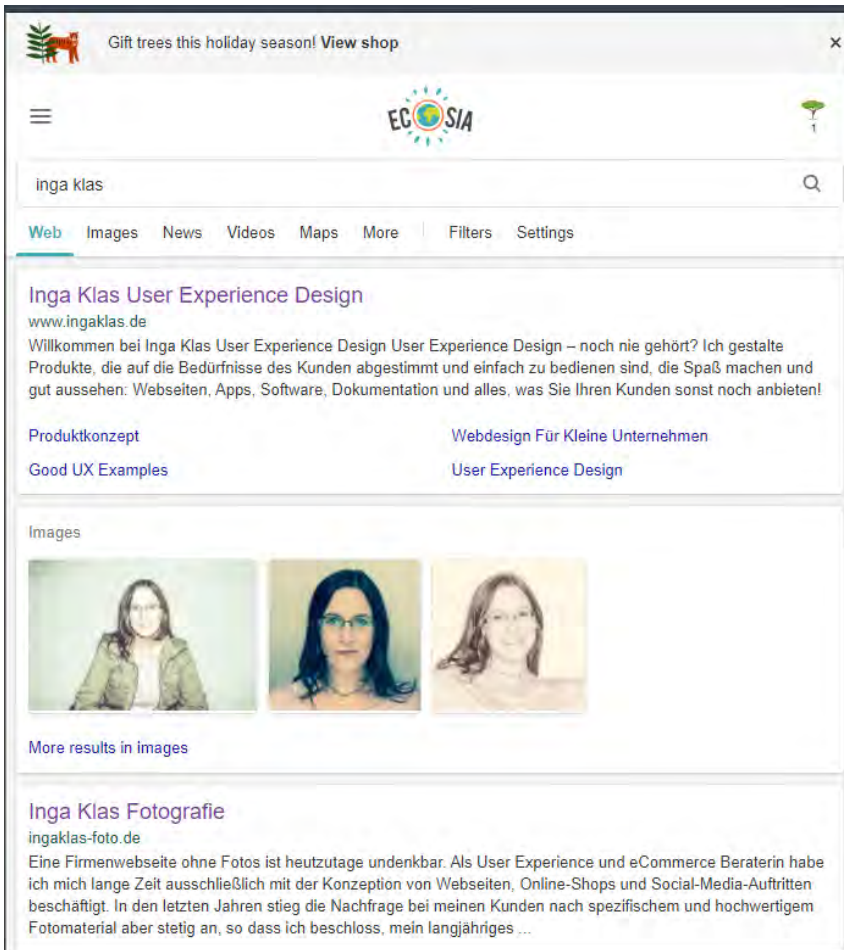 Gift trees this holiday season! View shop
ECOSIA
1
inga klas
Web Images News Videos Maps More Filters Settings
Inga Klas User Experience Design
www.ingaklas.de
Willkommen bei Inga Klas User Experience Design User Experience Design – noch nie gehört? Ich gestalte
Produkte, die auf die Bedürfnisse des Kunden abgestimmt und einfach zu bedienen sind, die Spaß machen und
gut aussehen: Webseiten, Apps, Software, Dokumentation und alles, was Sie Ihren Kunden sonst noch anbieten!
Produktkonzept Webdesign Für Kleine Unternehmen
Good UX Examples User Experience Design
Images
More results in images
Inga Klas Fotografie
ingaklas-foto.de
Eine Firmenwebseite ohne Fotos ist heutzutage undenkbar. Als User Experience und eCommerce Beraterin habe
ich mich lange Zeit ausschließlich mit der Konzeption von Webseiten, Online-Shops und Social-Media-Auftritten
beschäftigt. In den letzten Jahren stieg die Nachfrage bei meinen Kunden nach spezifischem und hochwertigem
Fotomaterial aber stetig an, so dass ich beschloss, mein langjähriges ...